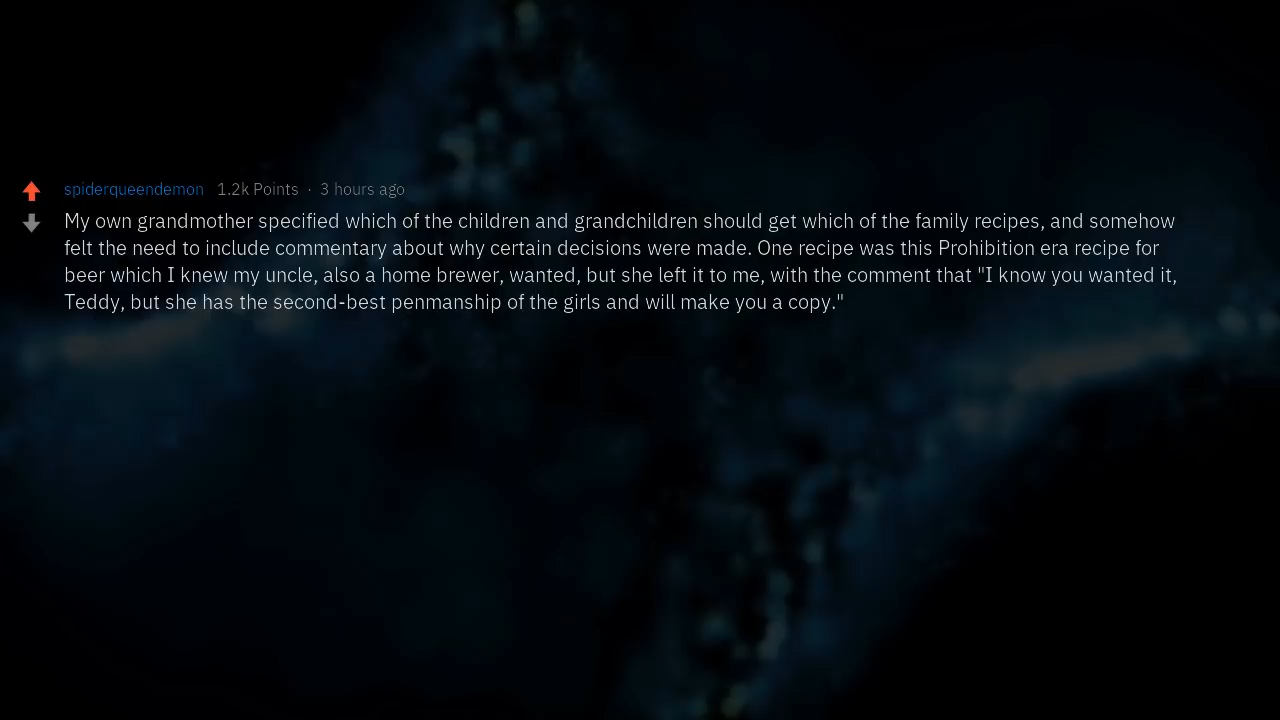 spiderqueendemon 1.2k Points · 3 hours ago
My own grandmother specified which of the children and grandchildren should get which of the family recipes, and somehow
felt the need to include commentary about why certain decisions were made. One recipe was this Prohibition era recipe for
beer which I knew my uncle, also a home brewer, wanted, but she left it to me, with the comment that "I know you wanted it,
Teddy, but she has the second-best penmanship of the girls and will make you a copy."